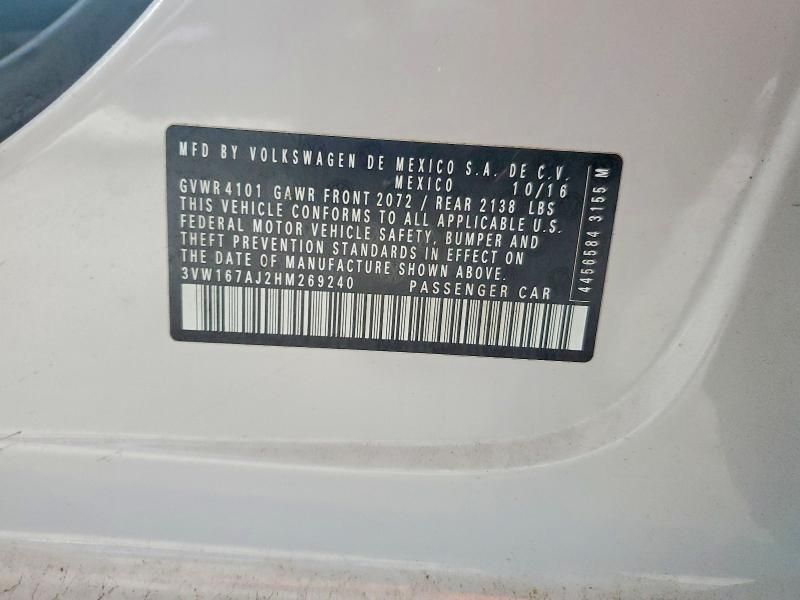 MFD BY VOLKSWAGEN DE MEXICO S.A. DE C.V.
MEXICO 10/16
GVWR 4101 GAWR FRONT 2072 / REAR 2138 LBS
THIS VEHICLE CONFORMS TO ALL APPLICABLE U.S.
FEDERAL MOTOR VEHICLE SAFETY, BUMPER AND
THEFT PREVENTION STANDARDS IN EFFECT ON
THE DATE OF MANUFACTURE SHOWN ABOVE.
3VW167AJ2HM269240 PASSENGER CAR
4456584 3155 M